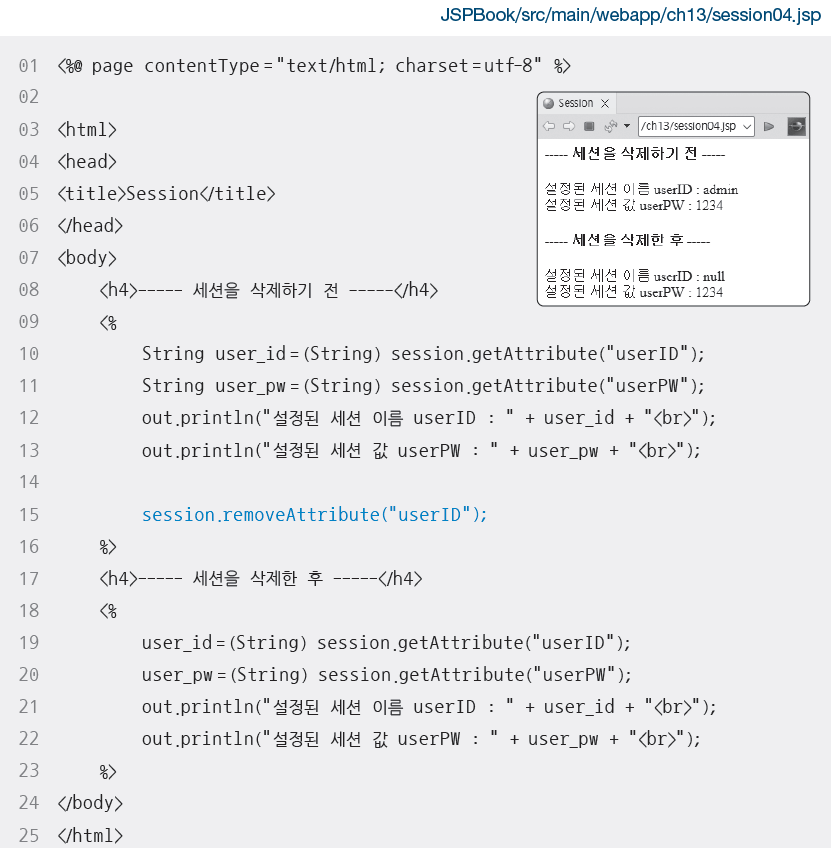 JSPBook/src/main/webapp/ch13/session04.jsp
01 <%@ page contentType="text/html; charset=utf-8" %>
02
03 <html>
04 <head>
05 <title>Session</title>
06 </head>
07 <body>
08 <h4>----- 세션을 삭제하기 전 -----</h4>
09 <%
10 String user_id=(String) session.getAttribute("userID");
11 String user_pw=(String) session.getAttribute("userPW");
12 out.println("설정된 세션 이름 userID : " + user_id + "<br>");
13 out.println("설정된 세션 값 userPW : " + user_pw + "<br>");
14
15 session.removeAttribute("userID");
16 %>
17 <h4>----- 세션을 삭제한 후 -----</h4>
18 <%
19 user_id=(String) session.getAttribute("userID");
20 user_pw=(String) session.getAttribute("userPW");
21 out.println("설정된 세션 이름 userID : " + user_id + "<br>");
22 out.println("설정된 세션 값 userPW : " + user_pw + "<br>");
23 %>
24 </body>
25 </html>
Session
/ch13/session04.jsp
----- 세션을 삭제하기 전 -----
설정된 세션 이름 userID : admin
설정된 세션 값 userPW : 1234
----- 세션을 삭제한 후 -----
설정된 세션 이름 userID : null
설정된 세션 값 userPW : 1234